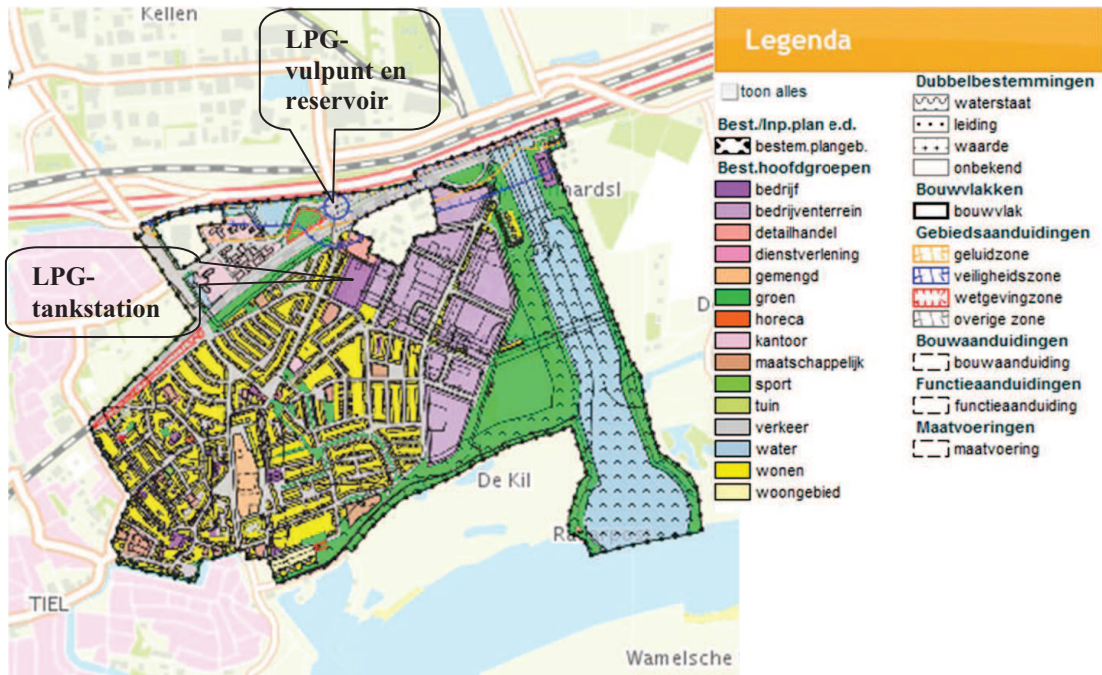 Kellen
LPG-
vulpunt en
reservoir
hardsl
LPG-
tankstation
D
De Kil
TIEL
Wamelsche
Legenda
toon alles
Best./Inp.plan e.d.
bestem.plangeb.
Best.hoofdgroepen
bedrijf
bedrijventerrein
detailhandel
dienstverlening
gemengd
groen
horeca
kantoor
maatschappelijk
sport
tuin
verkeer
water
wonen
woongebied
Dubbelbestemmingen
waterstaat
leiding
waarde
onbekend
Bouwvlakken
bouwvlak
Gebiedsaanduidingen
geluidzone
veiligheidszone
wetgevingzone
overige zone
Bouwaanduidingen
bouwaanduiding
Functieaanduidingen
functieaanduiding
Maatvoeringen
maatvoering